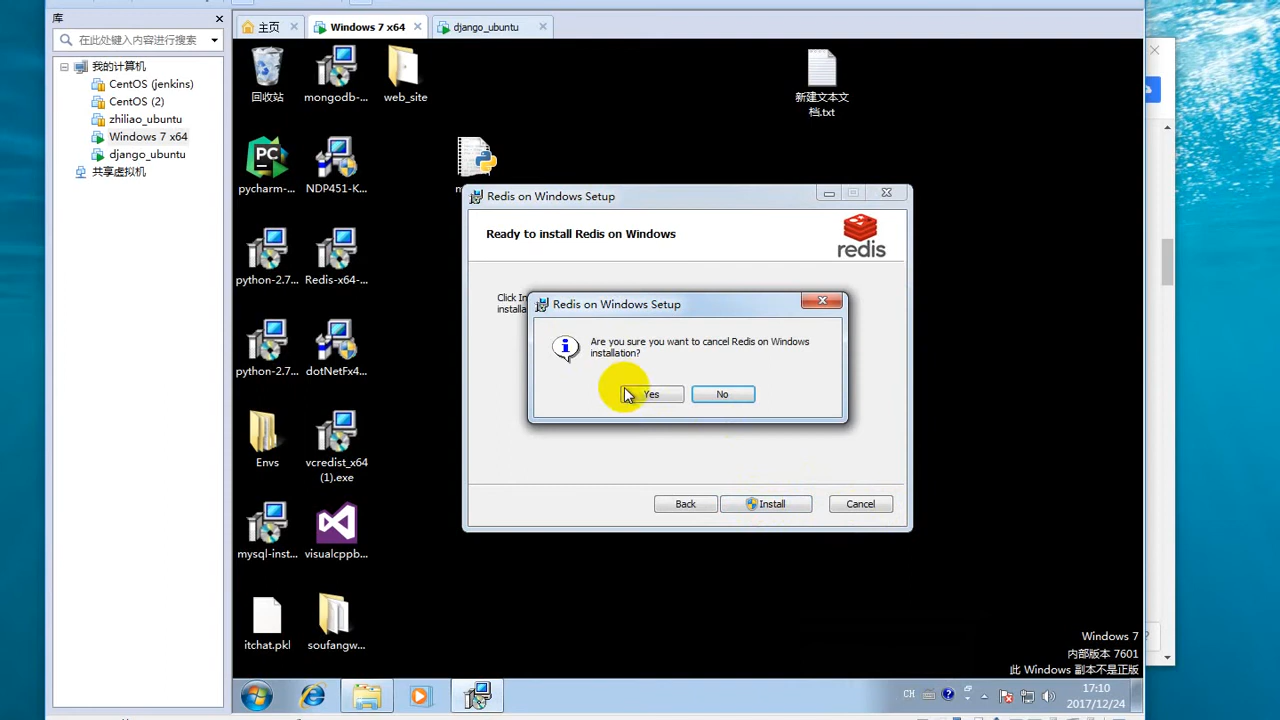 库
在此处键入内容进行搜索
我的计算机
CentOS (jenkins)
CentOS (2)
zhiliao_ubuntu
Windows 7 x64
django_ubuntu
共享虚拟机
主页
Windows 7 x64
django_ubuntu
回收站
mongodb-...
web_site
新建文本文
档.txt
pycharm-...
NDP451-K...
python-2.7...
Redis-x64-...
python-2.7...
dotNetFx4...
Envs
vcredist_x64
(1).exe
mysql-inst...
visualcppb...
itchat.pkl
soufangw...
Redis on Windows Setup
Ready to install Redis on Windows
redis
Click In
installa
Redis on Windows Setup
Are you sure you want to cancel Redis on Windows
installation?
Yes
No
Back
Install
Cancel
Windows 7
内部版本 7601
此 Windows 副本不是正版
CH
17:10
2017/12/24